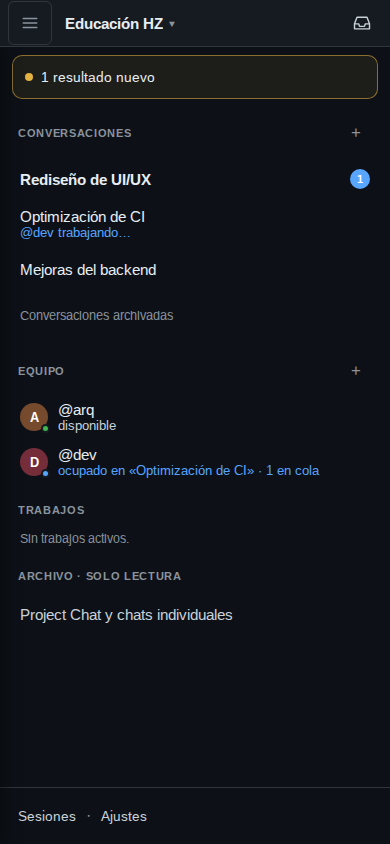 Educación HZ ▾
1 resultado nuevo
CONVERSACIONES +
Rediseño de UI/UX 1
Optimización de CI
@dev trabajando…
Mejoras del backend
Conversaciones archivadas
EQUIPO +
A @arq
disponible
D @dev
ocupado en «Optimización de CI» · 1 en cola
TRABAJOS
Sin trabajos activos.
ARCHIVO · SOLO LECTURA
Project Chat y chats individuales
Sesiones · Ajustes